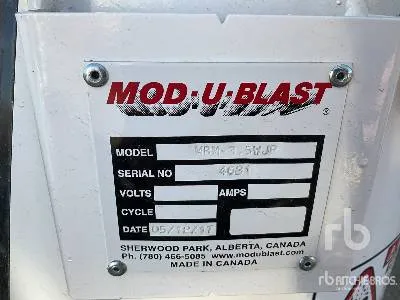 MOD·U·BLAST
®
MODEL
SERIAL NO 4681
VOLTS AMPS
CYCLE
DATE
SHERWOOD PARK, ALBERTA, CANADA
Ph. (780) 466-5085 www.modublast.com
MADE IN CANADA
rb
RITCHIE BROS.